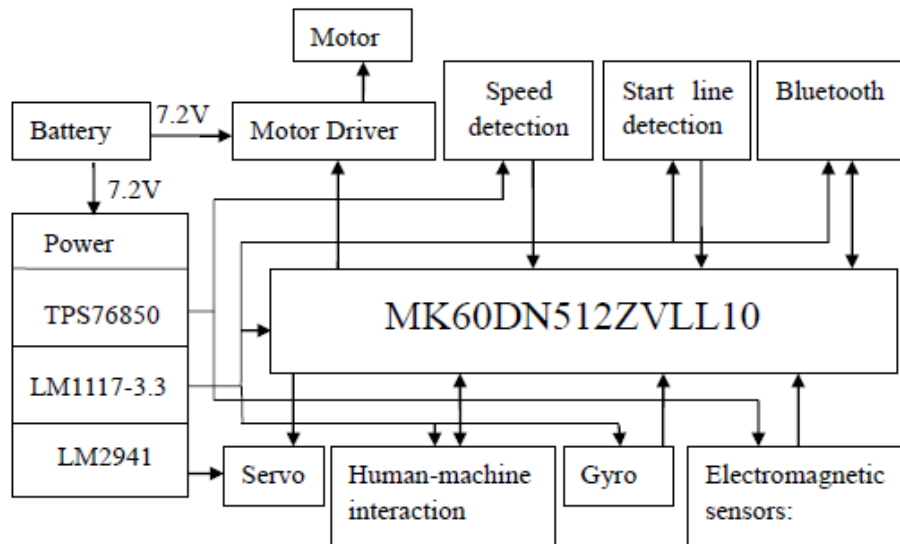 Motor
Speed
detection
Start line
detection
Bluetooth
Battery
7.2V
Motor Driver
7.2V
Power
TPS76850
MK60DN512ZVLL10
LM1117-3.3
LM2941
Servo
Human-machine
interaction
Gyro
Electromagnetic
sensors: